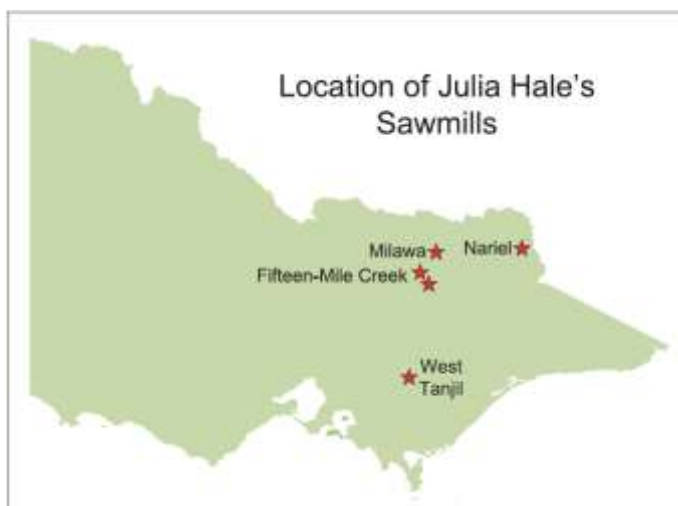 Location of Julia Hale's
Sawmills
Milawa
Nariel
Fifteen-Mile Creek
West
Tanjil